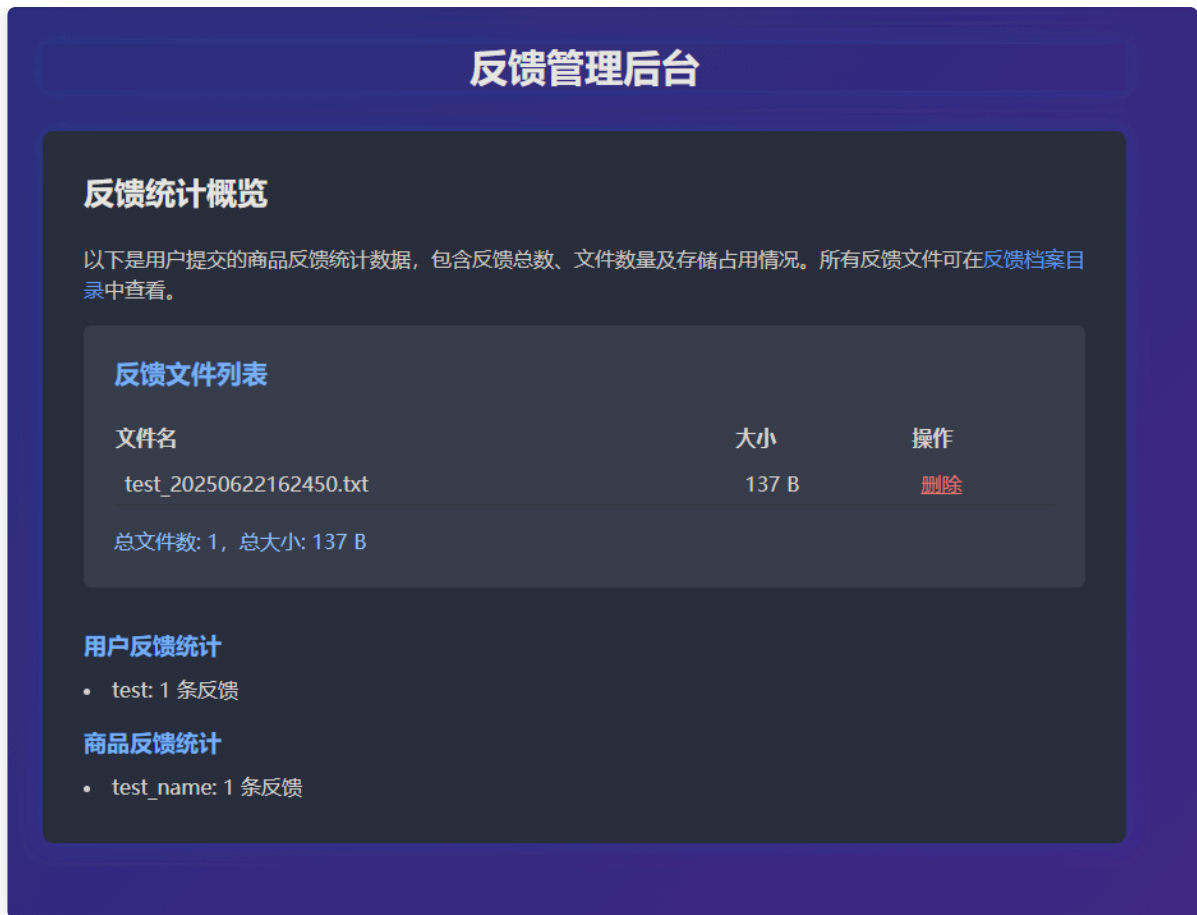 反馈管理后台
反馈统计概览
以下是用户提交的商品反馈统计数据，包含反馈总数、文件数量及存储占用情况。所有反馈文件可在反馈档案目
录中查看。
反馈文件列表
文件名 大小 操作
test_20250622162450.txt 137 B 删除
总文件数: 1，总大小: 137 B
用户反馈统计
• test: 1 条反馈
商品反馈统计
• test_name: 1 条反馈